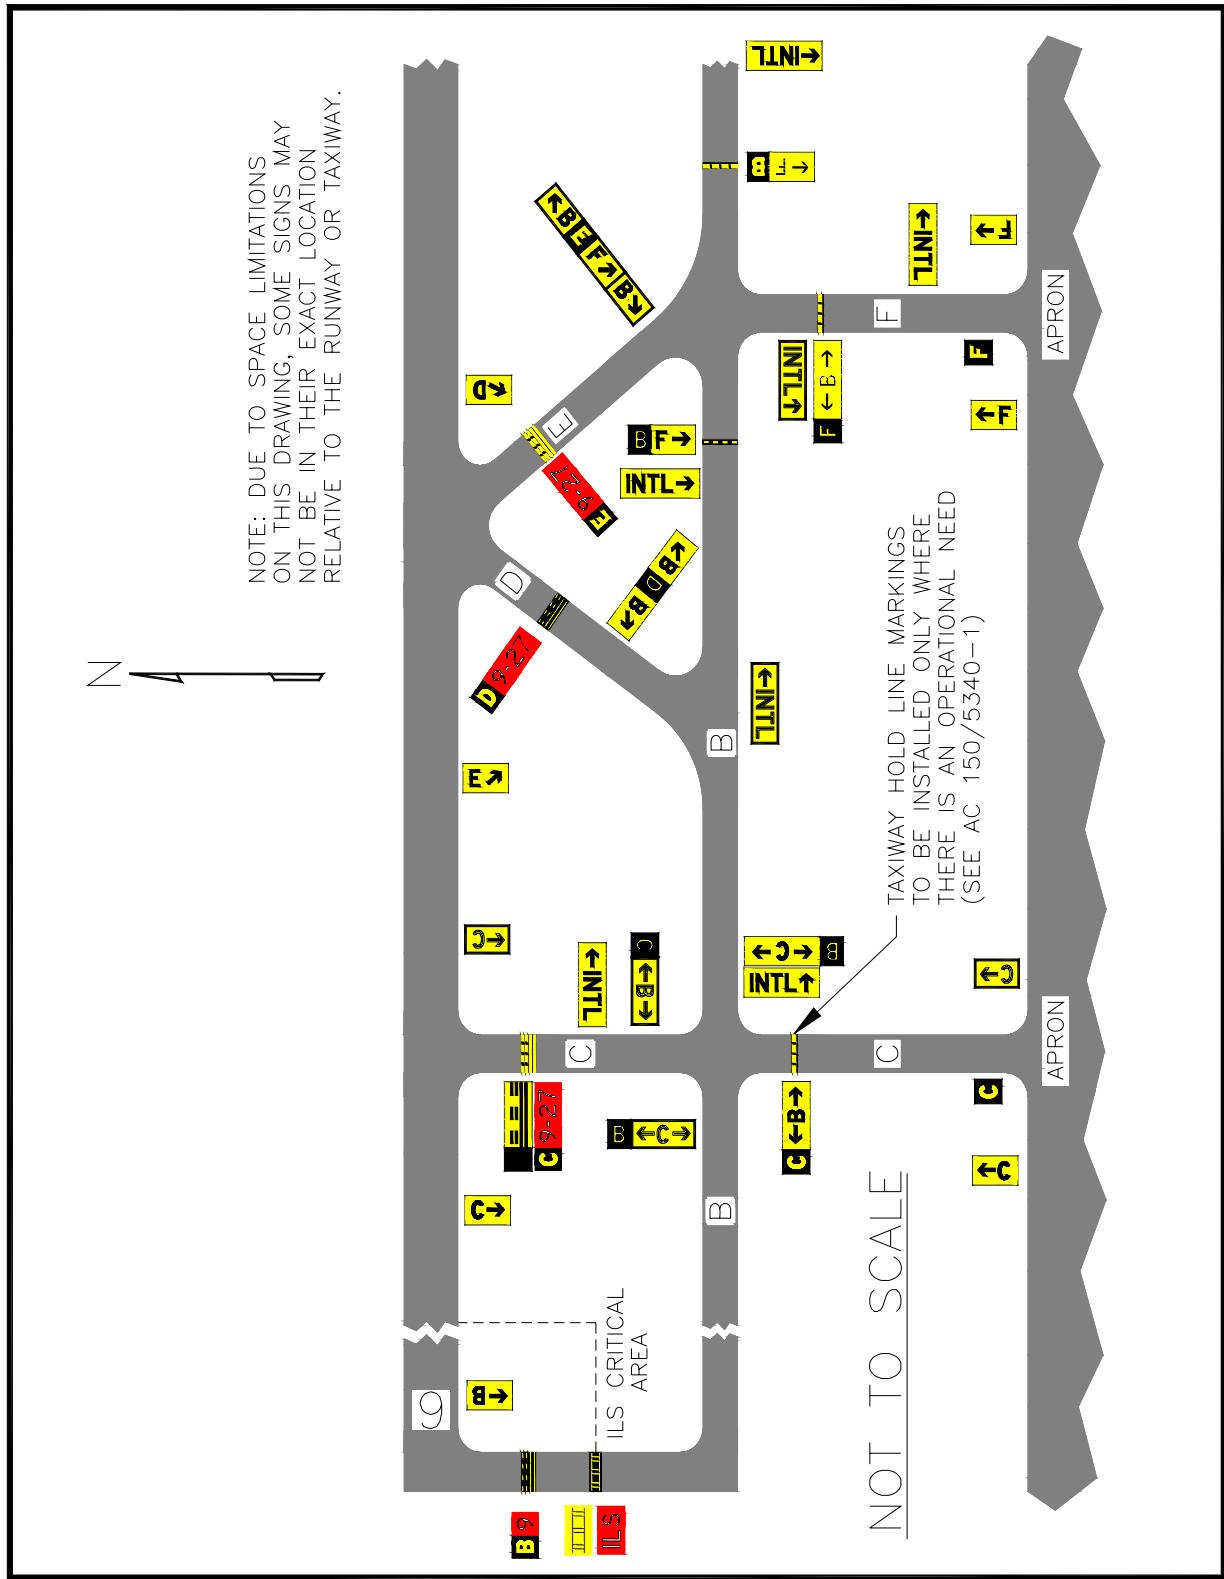 NOTE: DUE TO SPACE LIMITATIONS
ON THIS DRAWING, SOME SIGNS MAY
NOT BE IN THEIR EXACT LOCATION
RELATIVE TO THE RUNWAY OR TAXIWAY.
N
9
B
←
C→
←C
E↘
D↘
B 9
ILS
ILS CRITICAL
AREA
C 9-27
←INTL
←B→ C
D 9-27
D
E 9-27
E
↖B E F↗ B↘
B← D B→
B F→
INTL→
B ←C→
C
B
B
←INTL
B F→
←INTL
INTL↑
←C→ B
C ←B→
TAXIWAY HOLD LINE MARKINGS
TO BE INSTALLED ONLY WHERE
THERE IS AN OPERATIONAL NEED
(SEE AC 150/5340-1)
INTL↑
F ←B→
F
←INTL
C
NOT TO SCALE
←C
C
←C
←F
F
←F
APRON
APRON